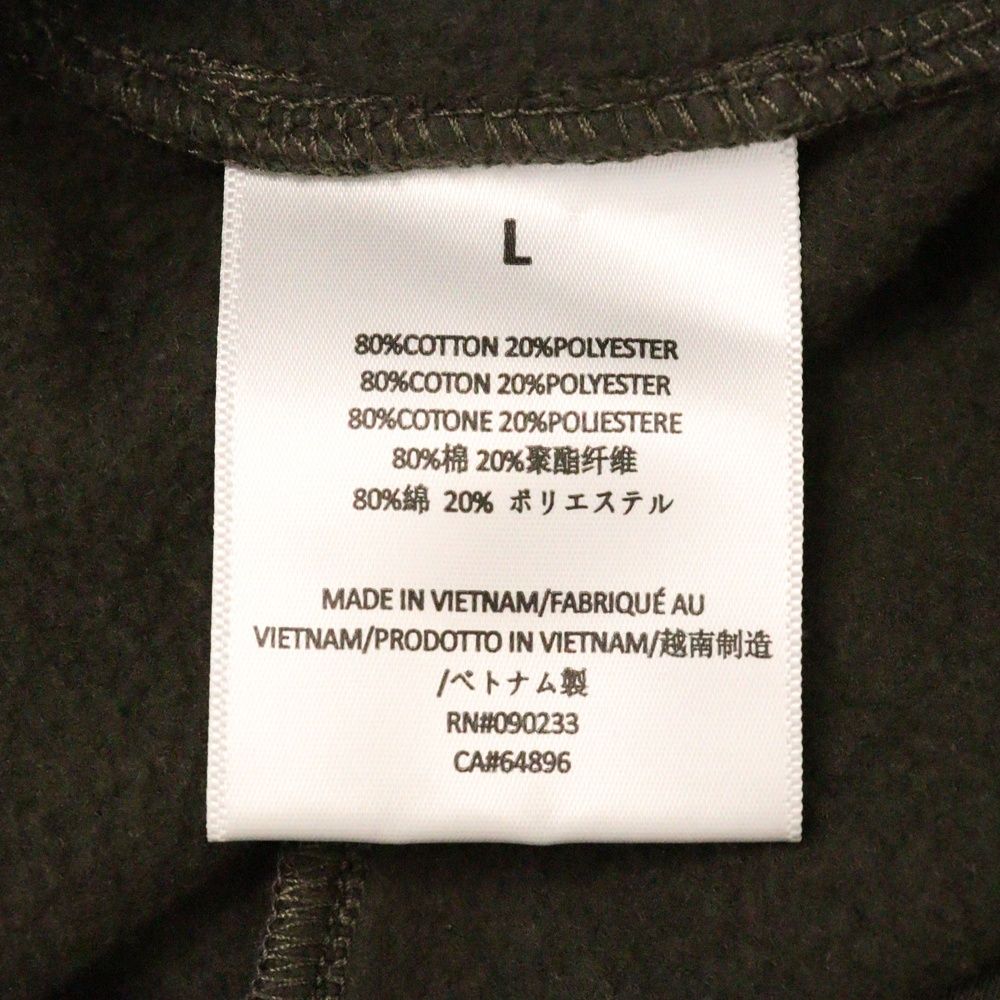 L
80%COTTON 20%POLYESTER
80%COTON 20%POLYESTER
80%COTONE 20%POLIESTERE
80%棉 20%聚酯纤维
80%綿 20% ポリエステル
MADE IN VIETNAM/FABRIQUÉ AU
VIETNAM/PRODOTTO IN VIETNAM/越南制造
/ベトナム製
RN#090233
CA#64896